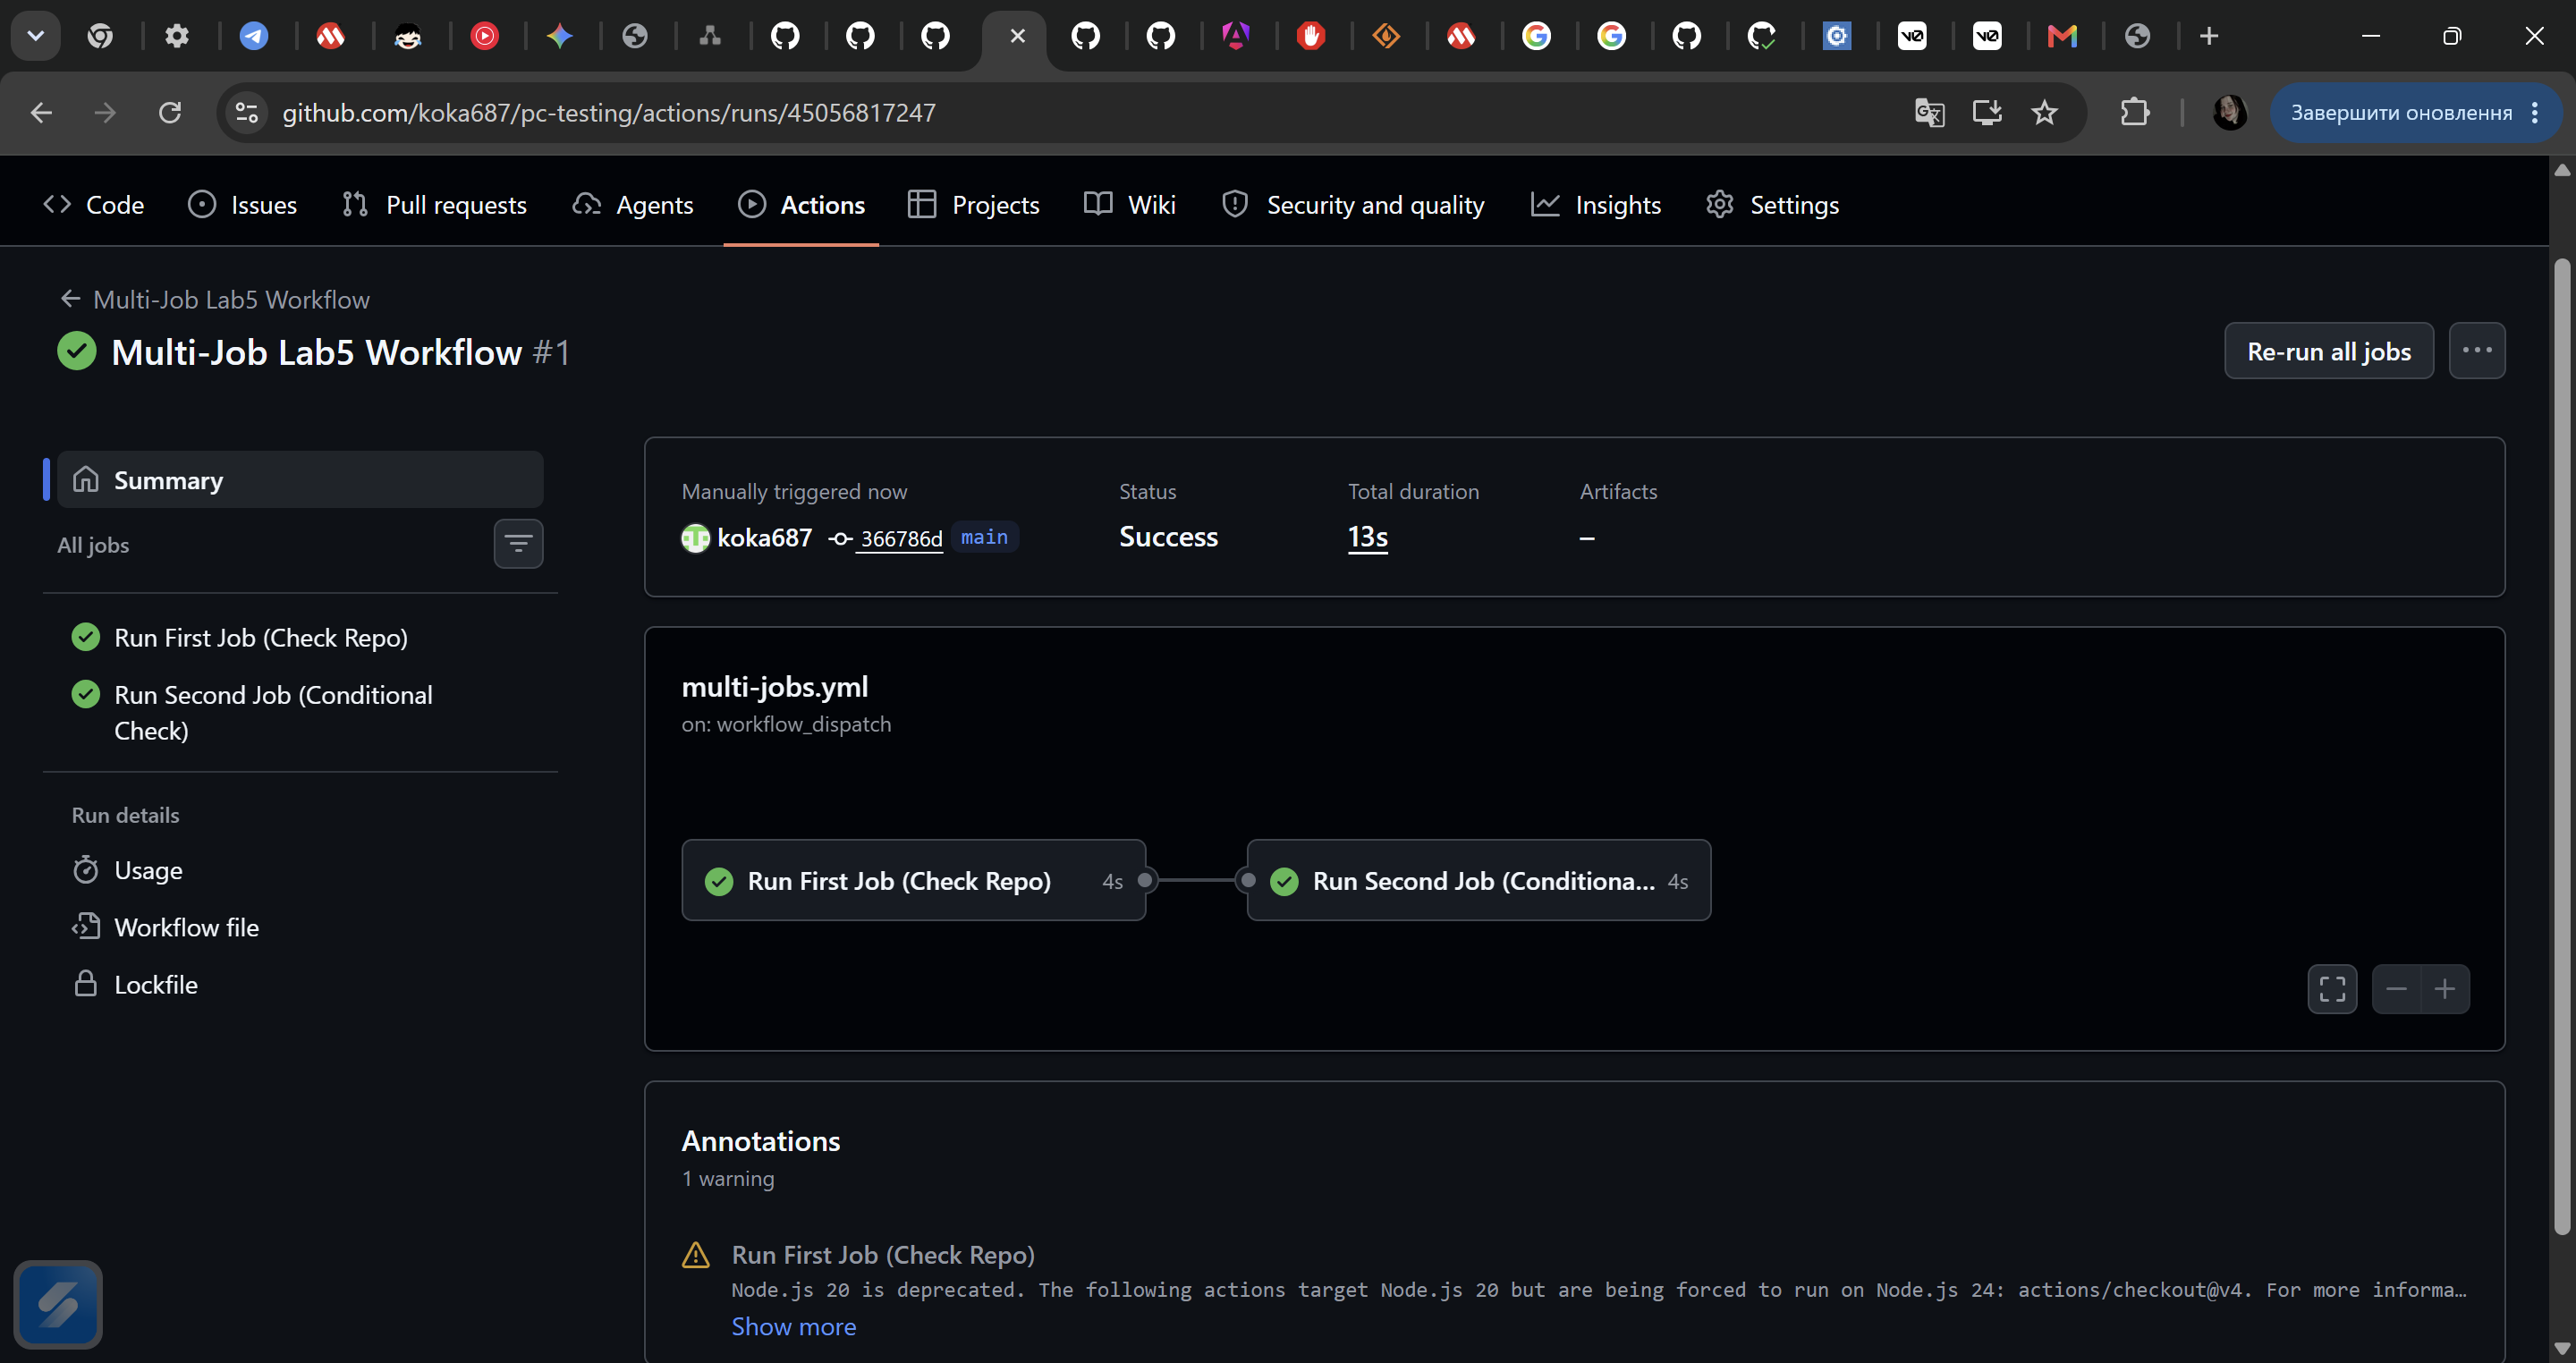 github.com/koka687/pc-testing/actions/runs/45056817247
Завершити оновлення
Code
Issues
Pull requests
Agents
Actions
Projects
Wiki
Security and quality
Insights
Settings
Multi-Job Lab5 Workflow
Multi-Job Lab5 Workflow #1
Re-run all jobs
Summary
All jobs
Run First Job (Check Repo)
Run Second Job (Conditional
Check)
Run details
Usage
Workflow file
Lockfile
Manually triggered now
koka687 366786d main
Status
Success
Total duration
13s
Artifacts
–
multi-jobs.yml
on: workflow_dispatch
Run First Job (Check Repo) 4s
Run Second Job (Conditiona... 4s
Annotations
1 warning
Run First Job (Check Repo)
Node.js 20 is deprecated. The following actions target Node.js 20 but are being forced to run on Node.js 24: actions/checkout@v4. For more informa…
Show more